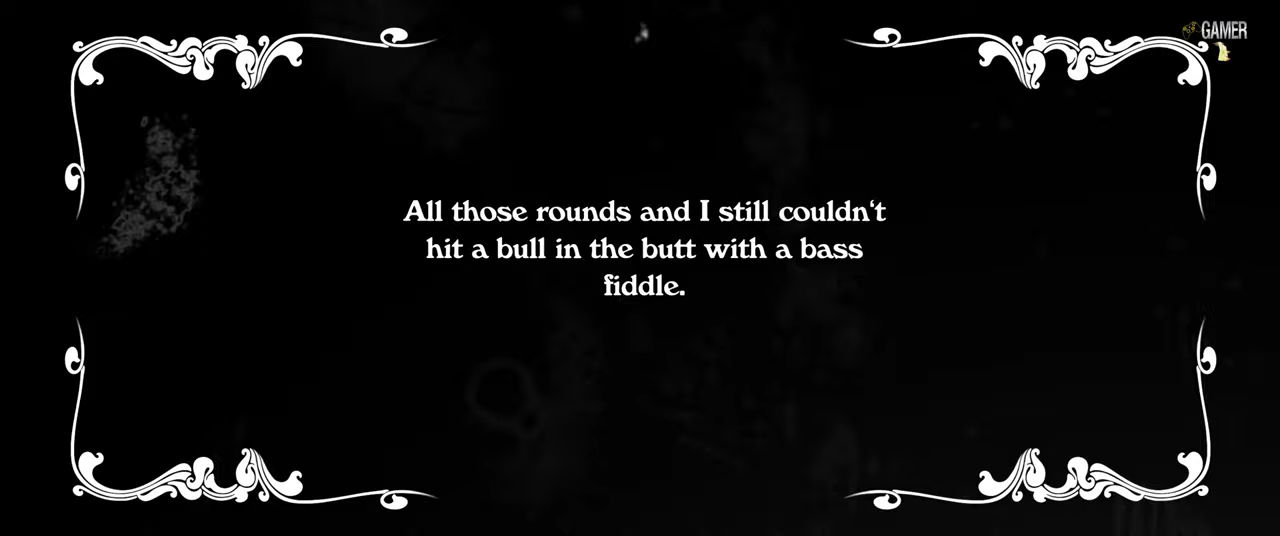 GAMER
All those rounds and I still couldn't
hit a bull in the butt with a bass
fiddle.